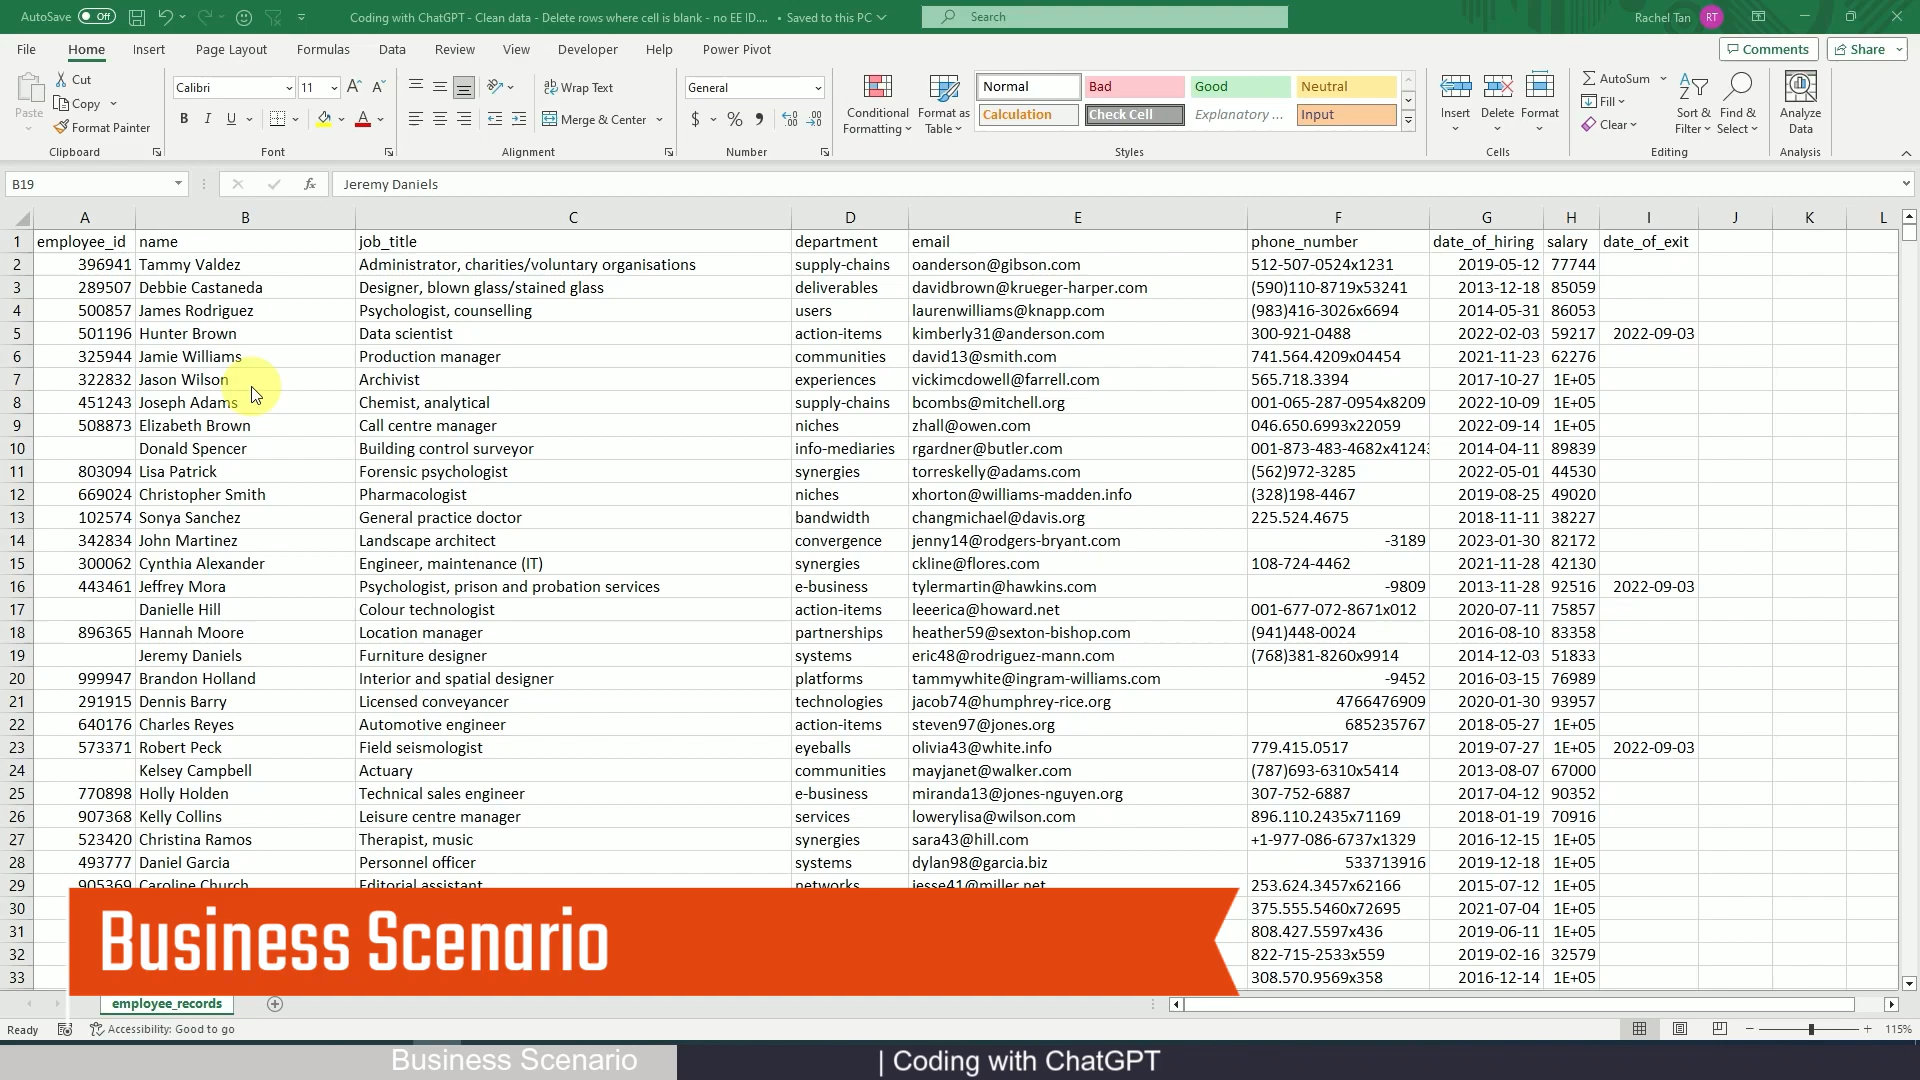 AutoSave Off
Coding with ChatGPT - Clean data - Delete rows where cell is blank - no EE ID.... • Saved to this PC
Search
Rachel Tan RT
File Home Insert Page Layout Formulas Data Review View Developer Help Power Pivot
Comments Share
Paste
Cut
Copy
Format Painter
Clipboard
Calibri 11
B I U
Font
Wrap Text
Merge & Center
Alignment
General
$ % 9
Number
Conditional Formatting
Format as Table
Normal Bad Good Neutral
Calculation Check Cell Explanatory ... Input
Styles
Insert Delete Format
Cells
AutoSum
Fill
Clear
Sort & Filter
Find & Select
Editing
Analyze Data
Analysis
B19 fx Jeremy Daniels
A B C D E F G H I J K L
1 employee_id name job_title department email phone_number date_of_hiring salary date_of_exit
2 396941 Tammy Valdez Administrator, charities/voluntary organisations supply-chains oanderson@gibson.com 512-507-0524x1231 2019-05-12 77744
3 289507 Debbie Castaneda Designer, blown glass/stained glass deliverables davidbrown@krueger-harper.com (590)110-8719x53241 2013-12-18 85059
4 500857 James Rodriguez Psychologist, counselling users laurenwilliams@knapp.com (983)416-3026x6694 2014-05-31 86053
5 501196 Hunter Brown Data scientist action-items kimberly31@anderson.com 300-921-0488 2022-02-03 59217 2022-09-03
6 325944 Jamie Williams Production manager communities david13@smith.com 741.564.4209x04454 2021-11-23 62276
7 322832 Jason Wilson Archivist experiences vickimcdowell@farrell.com 565.718.3394 2017-10-27 1E+05
8 451243 Joseph Adams Chemist, analytical supply-chains bcombs@mitchell.org 001-065-287-0954x8209 2022-10-09 1E+05
9 508873 Elizabeth Brown Call centre manager niches zhall@owen.com 046.650.6993x22059 2022-09-14 1E+05
10 Donald Spencer Building control surveyor info-mediaries rgardner@butler.com 001-873-483-4682x4124 2014-04-11 89839
11 803094 Lisa Patrick Forensic psychologist synergies torreskelly@adams.com (562)972-3285 2022-05-01 44530
12 669024 Christopher Smith Pharmacologist niches xhorton@williams-madden.info (328)198-4467 2019-08-25 49020
13 102574 Sonya Sanchez General practice doctor bandwidth changmichael@davis.org 225.524.4675 2018-11-11 38227
14 342834 John Martinez Landscape architect convergence jenny14@rodgers-bryant.com -3189 2023-01-30 82172
15 300062 Cynthia Alexander Engineer, maintenance (IT) synergies ckline@flores.com 108-724-4462 2021-11-28 42130
16 443461 Jeffrey Mora Psychologist, prison and probation services e-business tylermartin@hawkins.com -9809 2013-11-28 92516 2022-09-03
17 Danielle Hill Colour technologist action-items leeerica@howard.net 001-677-072-8671x012 2020-07-11 75857
18 896365 Hannah Moore Location manager partnerships heather59@sexton-bishop.com (941)448-0024 2016-08-10 83358
19 Jeremy Daniels Furniture designer systems eric48@rodriguez-mann.com (768)381-8260x9914 2014-12-03 51833
20 999947 Brandon Holland Interior and spatial designer platforms tammywhite@ingram-williams.com -9452 2016-03-15 76989
21 291915 Dennis Barry Licensed conveyancer technologies jacob74@humphrey-rice.org 4766476909 2020-01-30 93957
22 640176 Charles Reyes Automotive engineer action-items steven97@jones.org 685235767 2018-05-27 1E+05
23 573371 Robert Peck Field seismologist eyeballs olivia43@white.info 779.415.0517 2019-07-27 1E+05 2022-09-03
24 Kelsey Campbell Actuary communities mayjanet@walker.com (787)693-6310x5414 2013-08-07 67000
25 770898 Holly Holden Technical sales engineer e-business miranda13@jones-nguyen.org 307-752-6887 2017-04-12 90352
26 907368 Kelly Collins Leisure centre manager services lowerylisa@wilson.com 896.110.2435x71169 2018-01-19 70916
27 523420 Christina Ramos Therapist, music synergies sara43@hill.com +1-977-086-6737x1329 2016-12-15 1E+05
28 493777 Daniel Garcia Personnel officer systems dylan98@garcia.biz 533713916 2019-12-18 1E+05
29 905369 Caroline Church Editorial assistant networks jesse41@miller.net 253.624.3457x62166 2015-07-12 1E+05
30 375.555.5460x72695 2021-07-04 1E+05
31 808.427.5597x436 2019-06-11 1E+05
32 822-715-2533x559 2019-02-16 32579
33 308.570.9569x358 2016-12-14 1E+05
Business Scenario
employee_records
Ready Accessibility: Good to go 115%
Business Scenario | Coding with ChatGPT